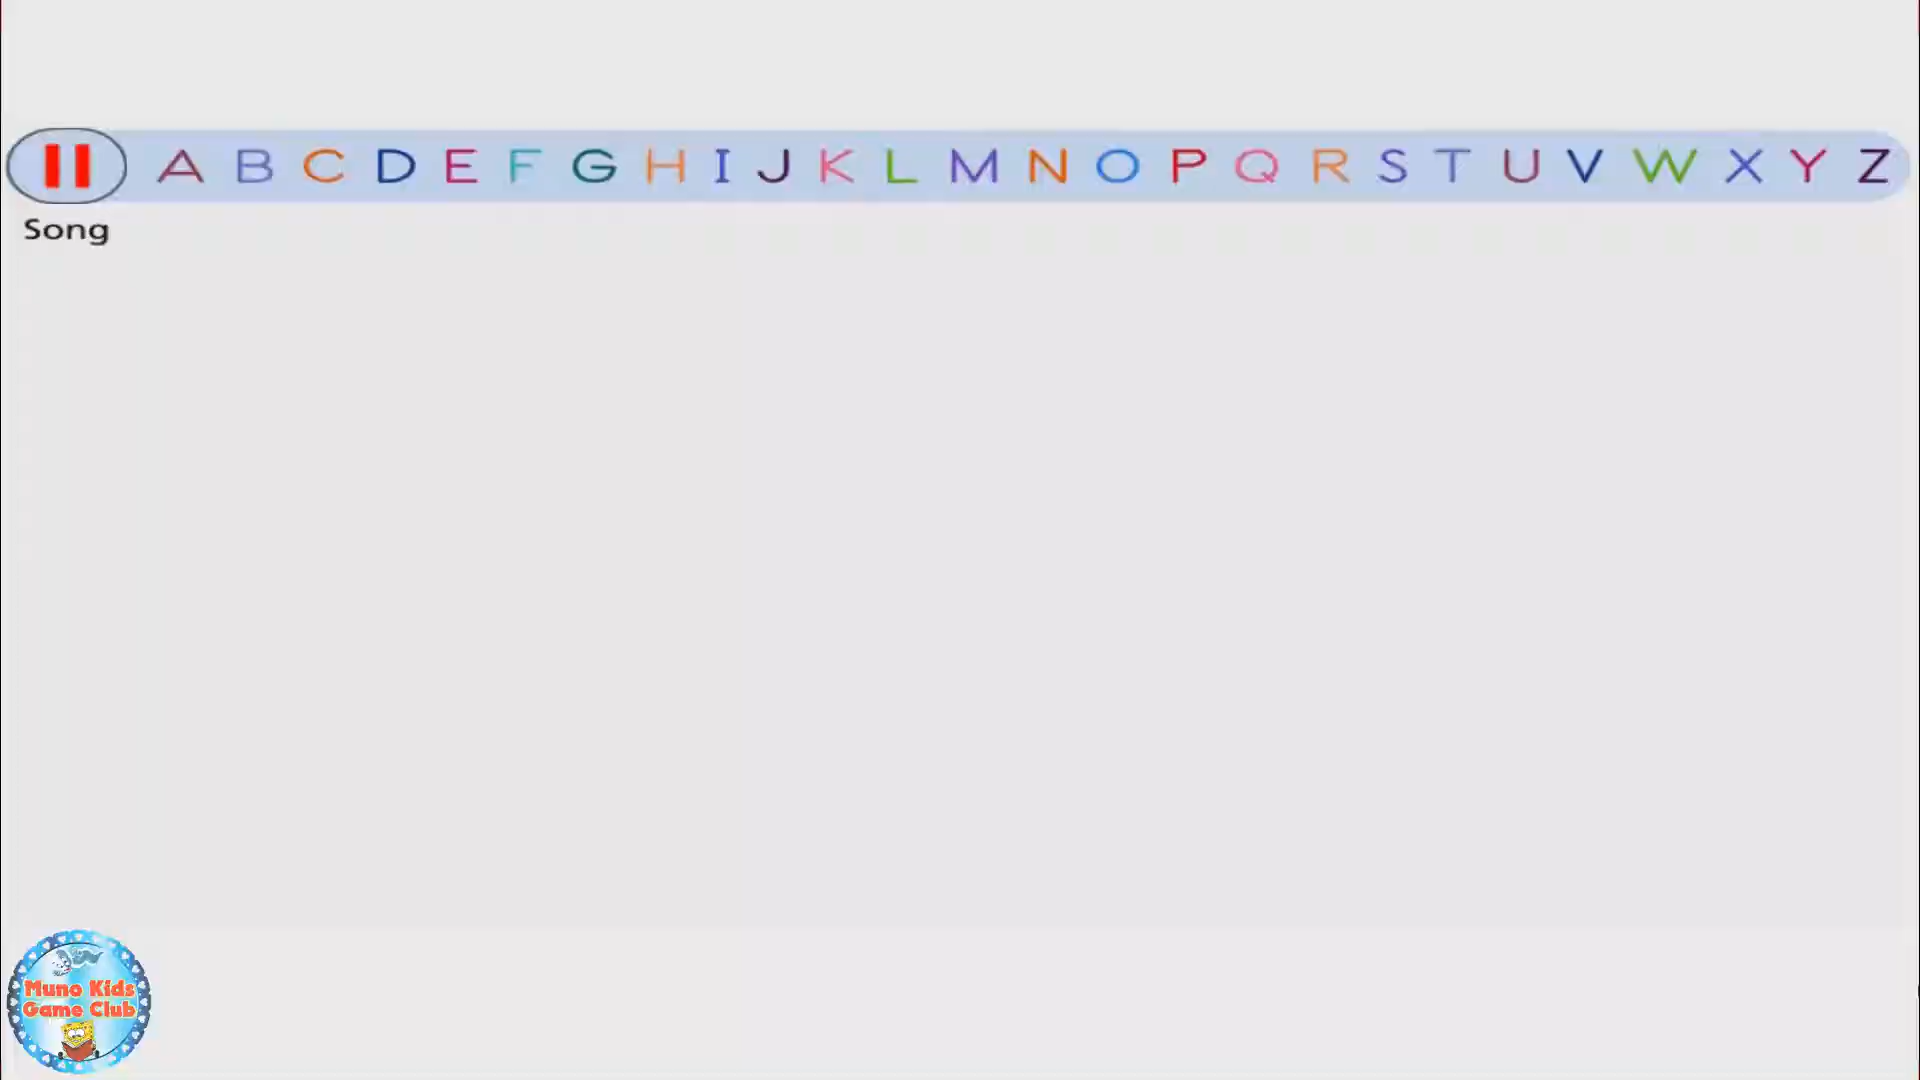 A B C D E F G H I J K L M N O P Q R S T U V W X Y Z
Song
Muno Kids
Game Club